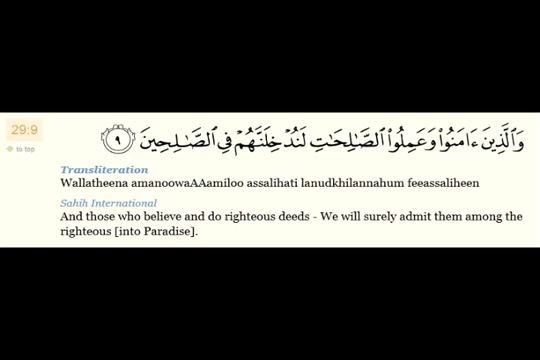 29:9
to top
وَٱلَّذِينَ ءَامَنُوا۟ وَعَمِلُوا۟ ٱلصَّـٰلِحَـٰتِ لَنُدْخِلَنَّهُمْ فِى ٱلصَّـٰلِحِينَ ٩
Transliteration
Wallatheena amanoowaAAamiloo assalihati lanudkhilannahum feeassaliheen
Sahih International
And those who believe and do righteous deeds - We will surely admit them among the
righteous [into Paradise].